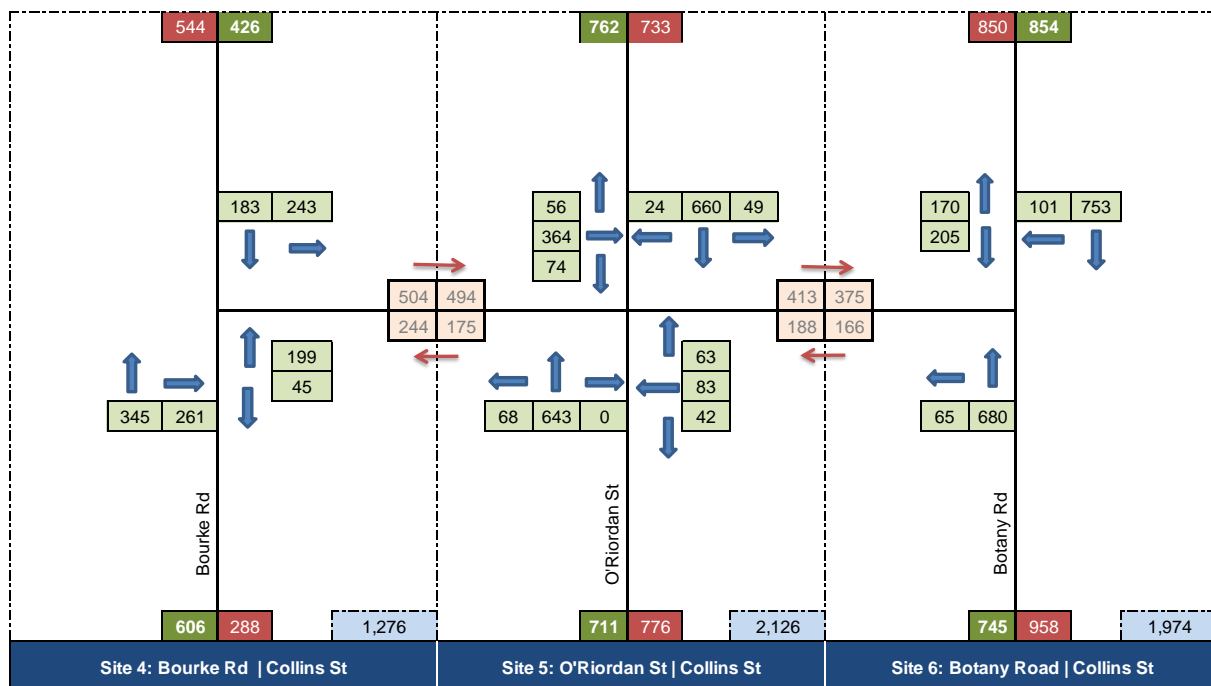 544 426 762 733 850 854
183 243 56 24 660 49 170 101 753
364 205
74
504 494 413 375
244 175 188 166
199 63
45 83
345 261 68 643 0 42 65 680
Bourke Rd O'Riordan St Botany Rd
606 288 1,276 711 776 2,126 745 958 1,974
Site 4: Bourke Rd | Collins St Site 5: O'Riordan St | Collins St Site 6: Botany Road | Collins St